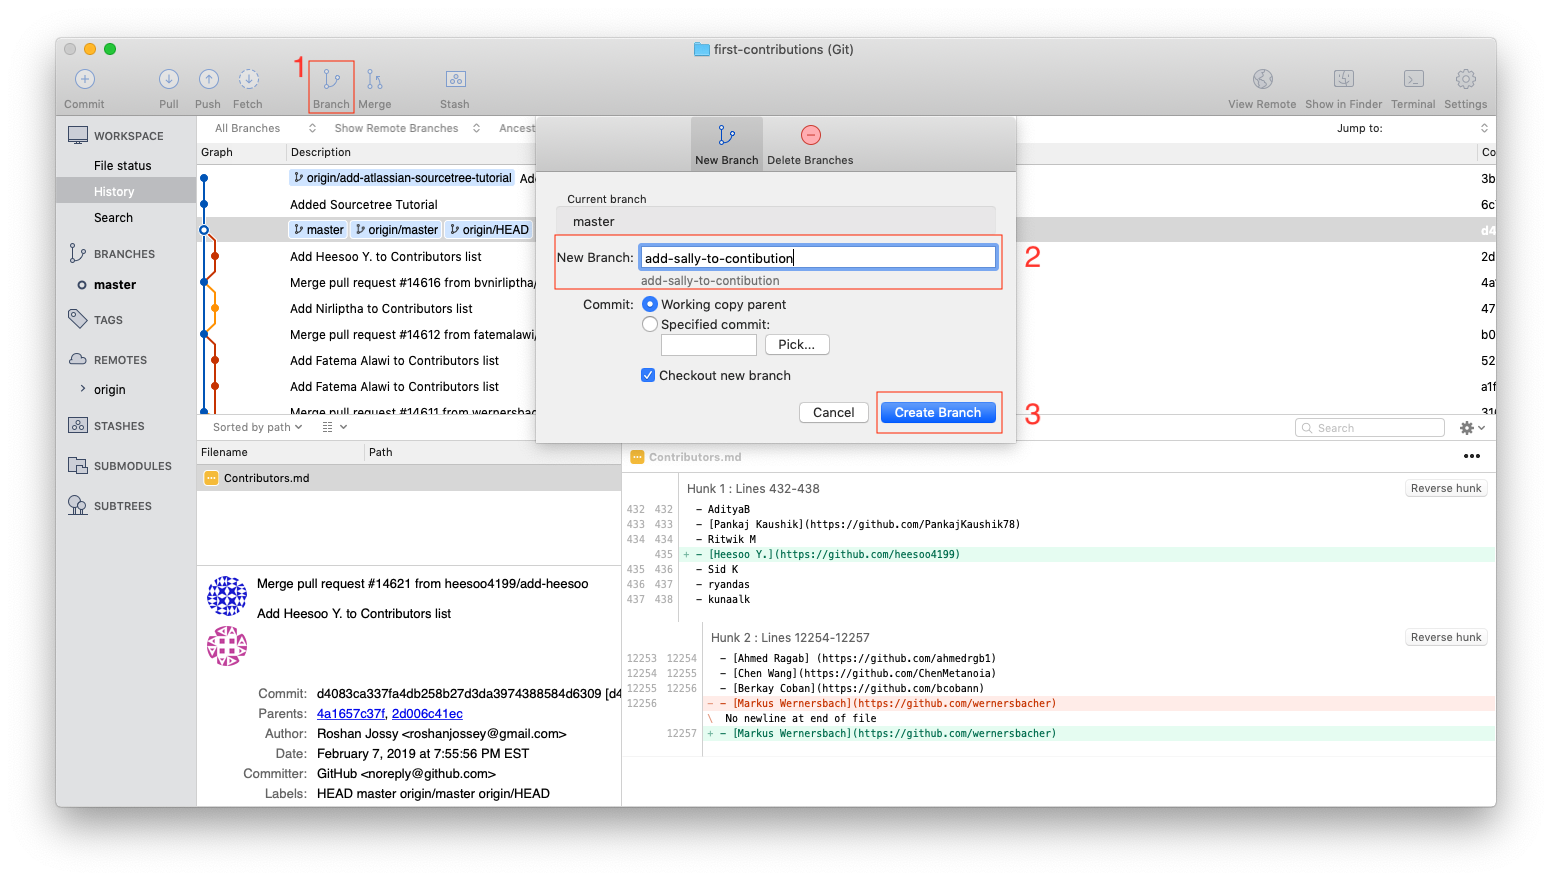 first-contributions (Git)
1
Commit Pull Push Fetch Branch Merge Stash View Remote Show in Finder Terminal Settings
WORKSPACE
File status
History
Search
BRANCHES
master
TAGS
REMOTES
origin
STASHES
SUBMODULES
SUBTREES
All Branches Show Remote Branches Ancest Jump to:
Graph Description Co
origin/add-atlassian-sourcetree-tutorial Adc 3b
Added Sourcetree Tutorial 6c
master origin/master origin/HEAD d4
Add Heesoo Y. to Contributors list 2d
Merge pull request #14616 from bvnirliptha/ 4a
Add Nirliptha to Contributors list 47
Merge pull request #14612 from fatemalawi/ b0
Add Fatema Alawi to Contributors list 52
Add Fatema Alawi to Contributors list a1f
Merge pull request #14611 from wernersbac 310
New Branch Delete Branches
Current branch
master
New Branch: add-sally-to-contibution 2
add-sally-to-contibution
Commit: Working copy parent
Specified commit:
Pick...
Checkout new branch
Cancel Create Branch 3
Sorted by path Search
Filename Path
Contributors.md
Contributors.md •••
Hunk 1 : Lines 432-438 Reverse hunk
432 432 - AdityaB
433 433 - [Pankaj Kaushik](https://github.com/PankajKaushik78)
434 434 - Ritwik M
435 + - [Heesoo Y.](https://github.com/heesoo4199)
435 436 - Sid K
436 437 - ryandas
437 438 - kunaalk
Hunk 2 : Lines 12254-12257 Reverse hunk
12253 12254 - [Ahmed Ragab] (https://github.com/ahmedrgb1)
12254 12255 - [Chen Wang](https://github.com/ChenMetanoia)
12255 12256 - [Berkay Coban](https://github.com/bcobann)
12256 - - [Markus Wernersbach](https://github.com/wernersbacher)
\ No newline at end of file
12257 + - [Markus Wernersbach](https://github.com/wernersbacher)
Merge pull request #14621 from heesoo4199/add-heesoo
Add Heesoo Y. to Contributors list
Commit: d4083ca337fa4db258b27d3da3974388584d6309 [d4
Parents: 4a1657c37f, 2d006c41ec
Author: Roshan Jossy <roshanjossey@gmail.com>
Date: February 7, 2019 at 7:55:56 PM EST
Committer: GitHub <noreply@github.com>
Labels: HEAD master origin/master origin/HEAD